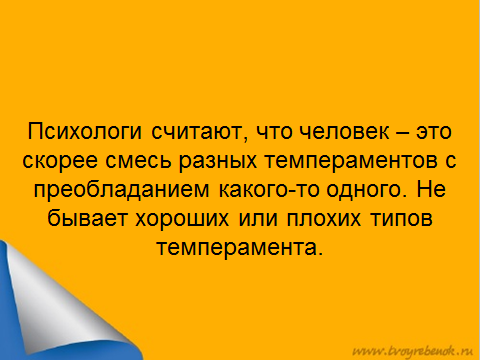 Психологи считают, что человек – это
скорее смесь разных темпераментов с
преобладанием какого-то одного. Не
бывает хороших или плохих типов
темперамента.
www.tvoyrebenok.ru